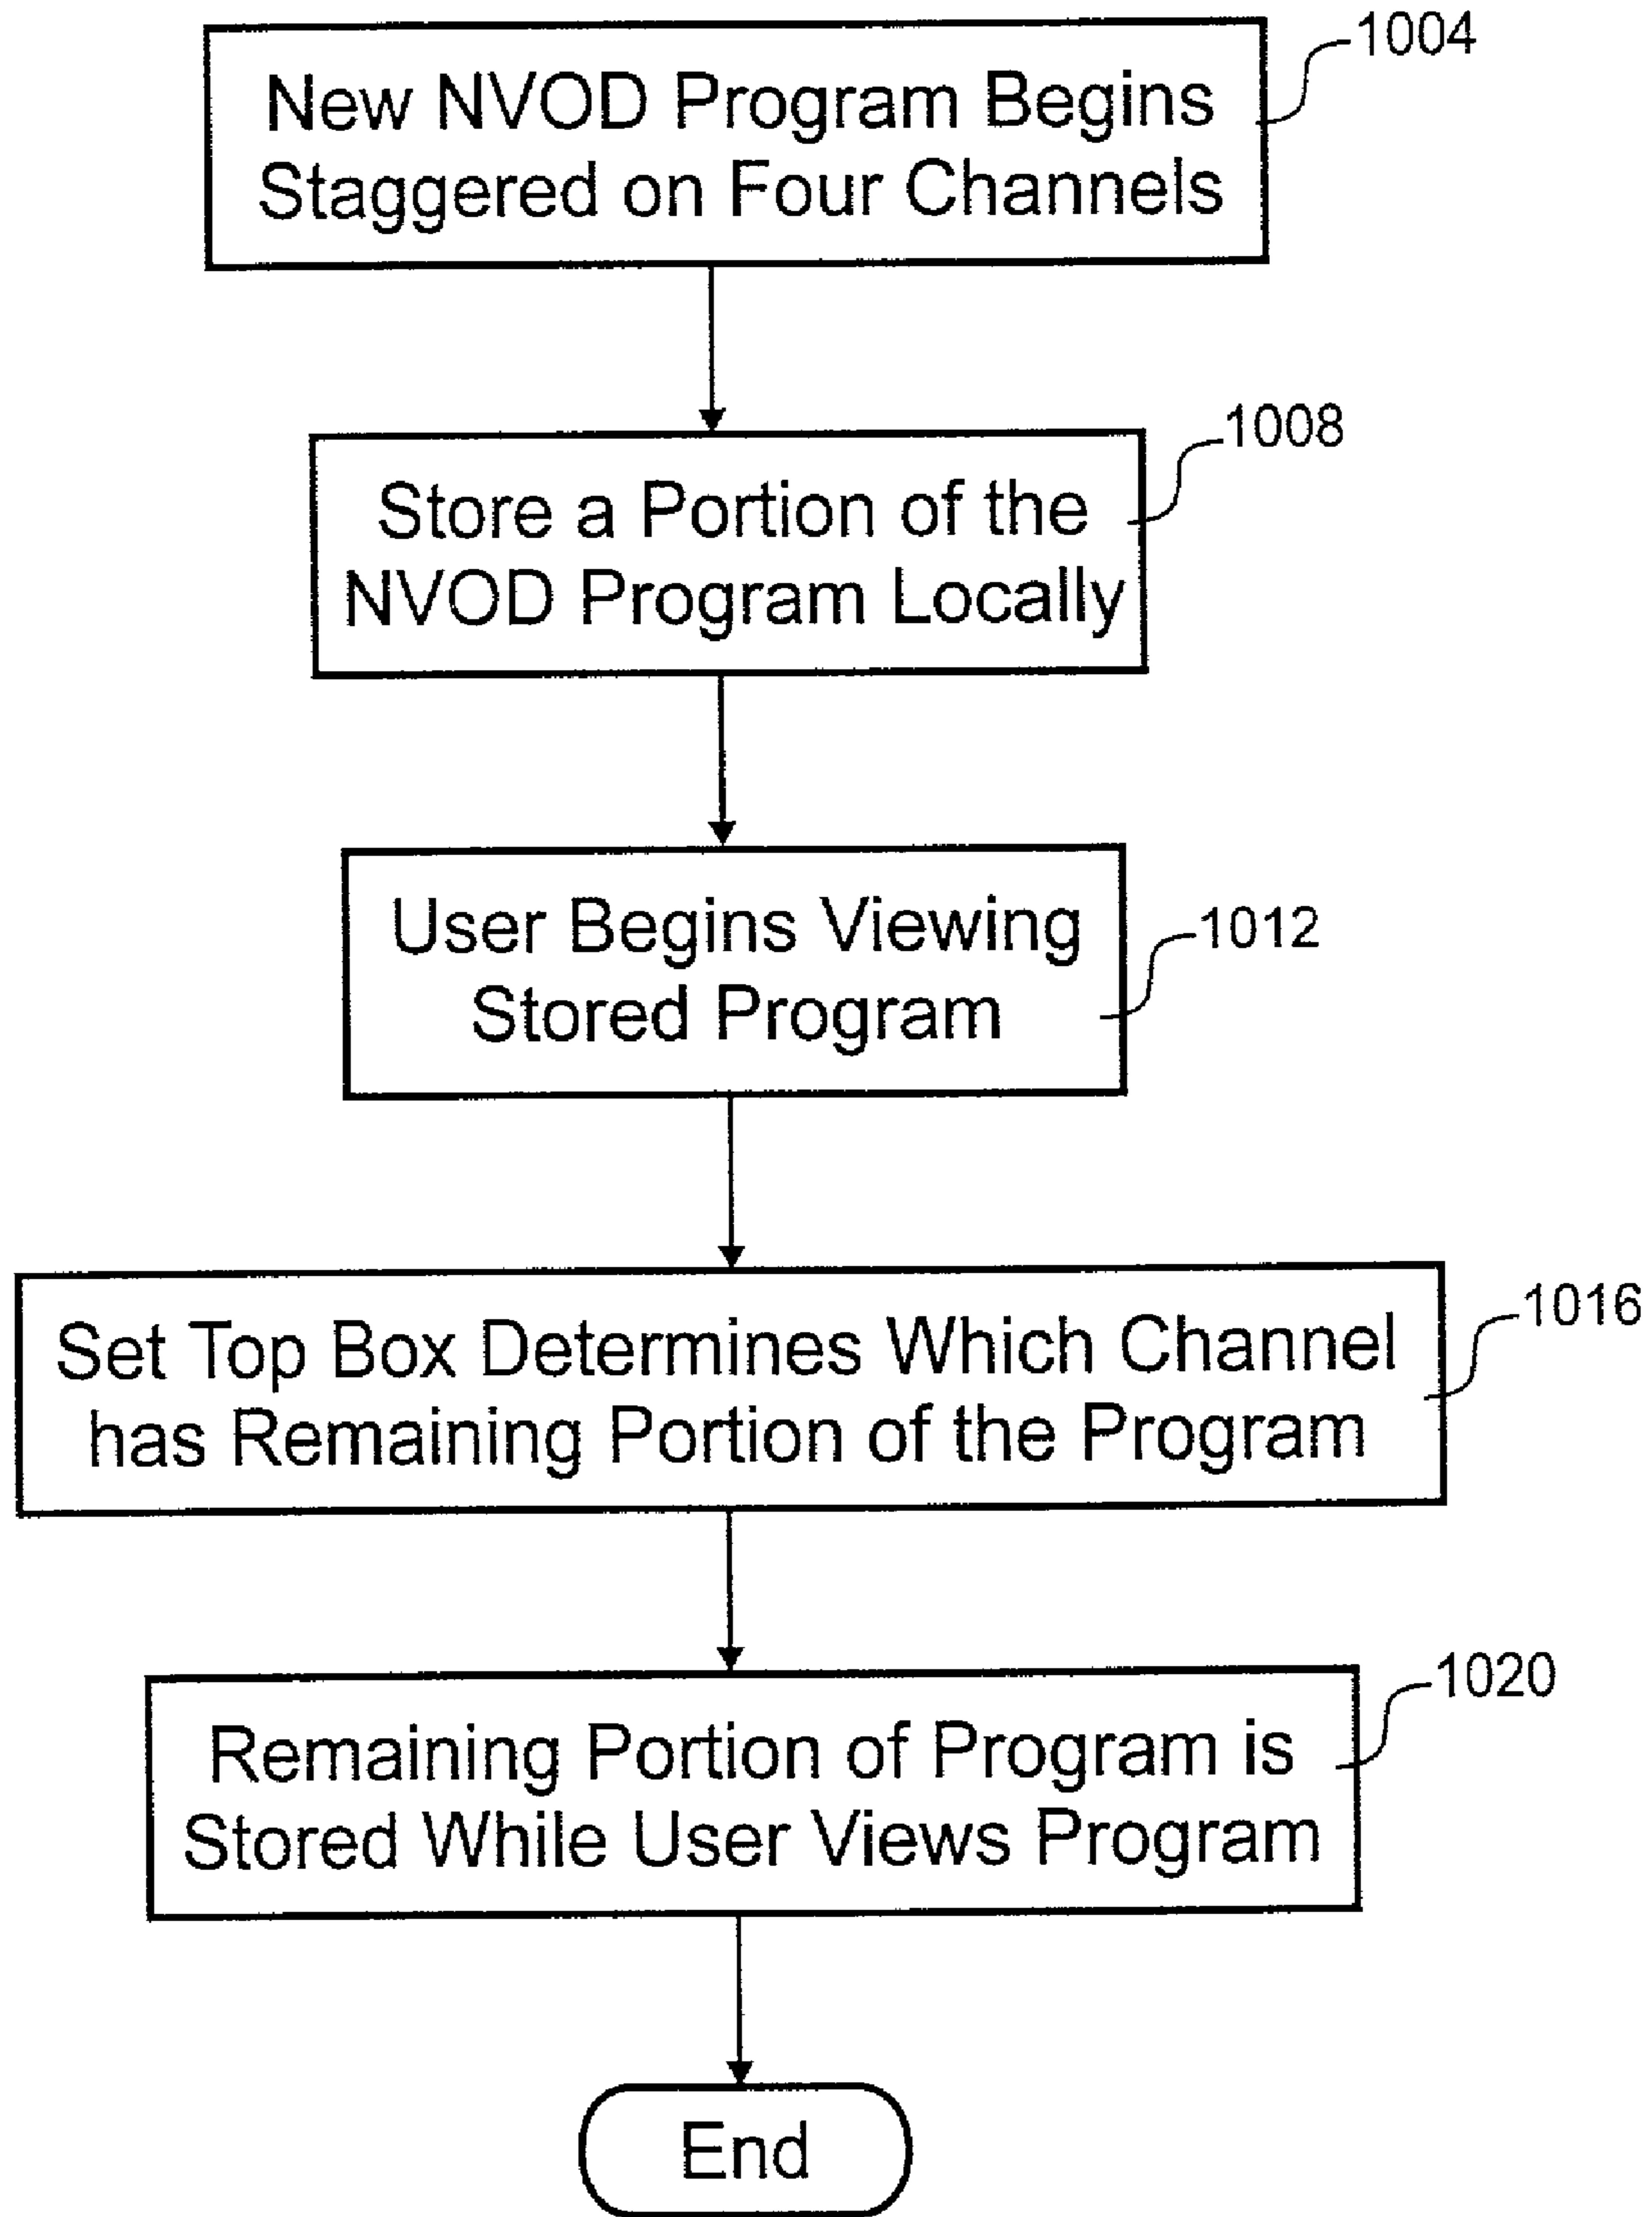 1004
New NVOD Program Begins
Staggered on Four Channels
1008
Store a Portion of the
NVOD Program Locally
User Begins Viewing
1012
Stored Program
1016
Set Top Box Determines Which Channel
has Remaining Portion of the Program
1020
Remaining Portion of Program is
Stored While User Views Program
End